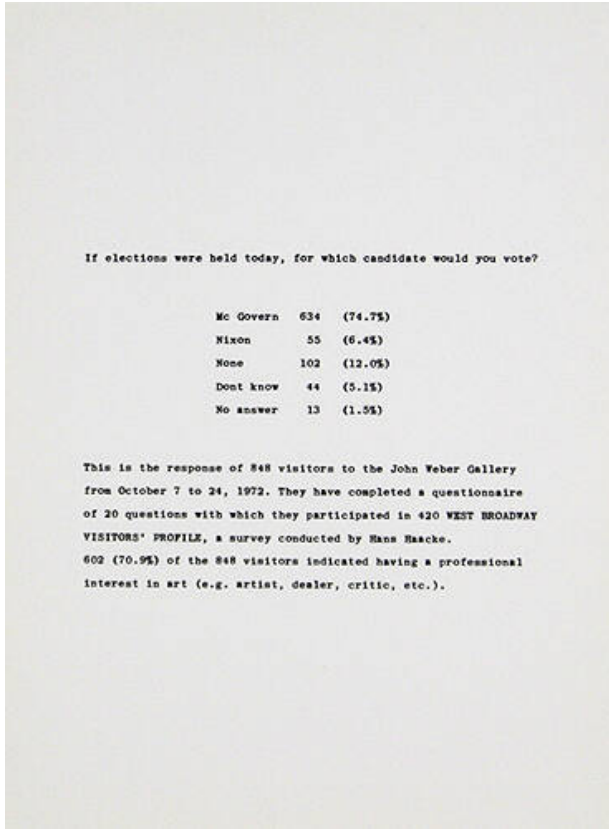 If elections were held today, for which candidate would you vote?
Mc Govern 634 (74.7%)
Nixon 55 (6.4%)
None 102 (12.0%)
Dont know 44 (5.1%)
No answer 13 (1.5%)
This is the response of 848 visitors to the John Weber Gallery
from October 7 to 24, 1972. They have completed a questionnaire
of 20 questions with which they participated in 420 WEST BROADWAY
VISITORS' PROFILE, a survey conducted by Hans Haacke.
602 (70.9%) of the 848 visitors indicated having a professional
interest in art (e.g. artist, dealer, critic, etc.).